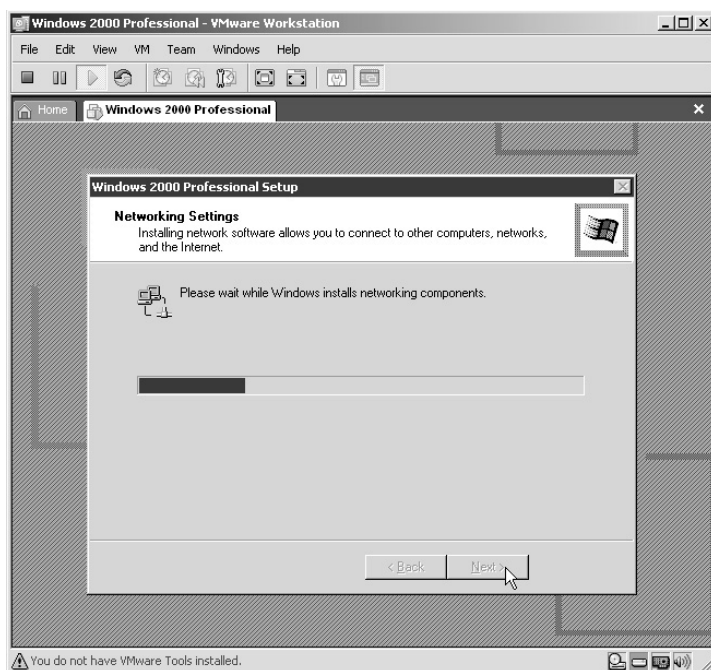 Windows 2000 Professional - VMware Workstation
File Edit View VM Team Windows Help
Home Windows 2000 Professional
Windows 2000 Professional Setup
Networking Settings
Installing network software allows you to connect to other computers, networks,
and the Internet.
Please wait while Windows installs networking components.
< Back Next >
You do not have VMware Tools installed.